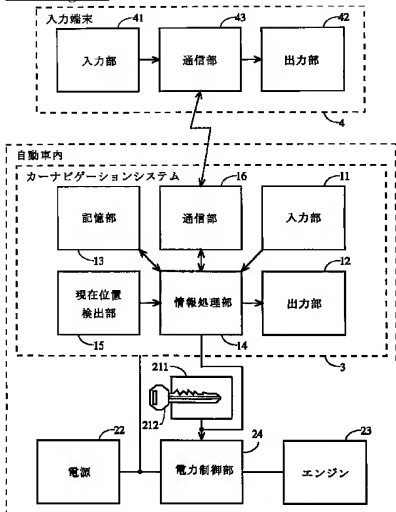 入力端末
41
43
42
入力部
通信部
出力部
4
自動車内
カーナビゲーションシステム
16
11
記憶部
通信部
入力部
13
12
現在位置
検出部
情報処理部
出力部
15
14
3
211
212
22
24
23
電源
電力制御部
エンジン